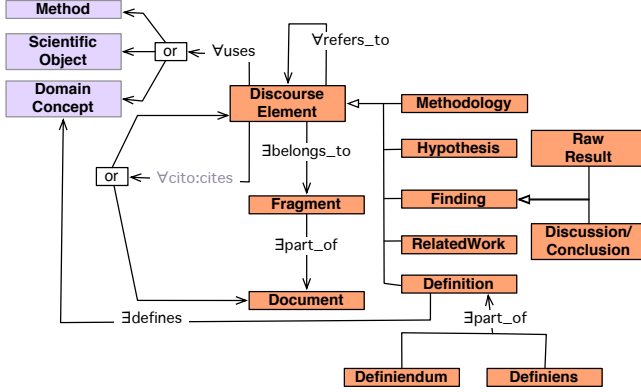 Method
Scientific
Object
Domain
Concept
or
∀uses
∀refers_to
Discourse
Element
Methodology
∃belongs_to
Hypothesis
Raw
Result
or
∀cito:cites
Fragment
Finding
∃part_of
RelatedWork
Discussion/
Conclusion
Document
Definition
∃defines
∃part_of
Definiendum
Definiens